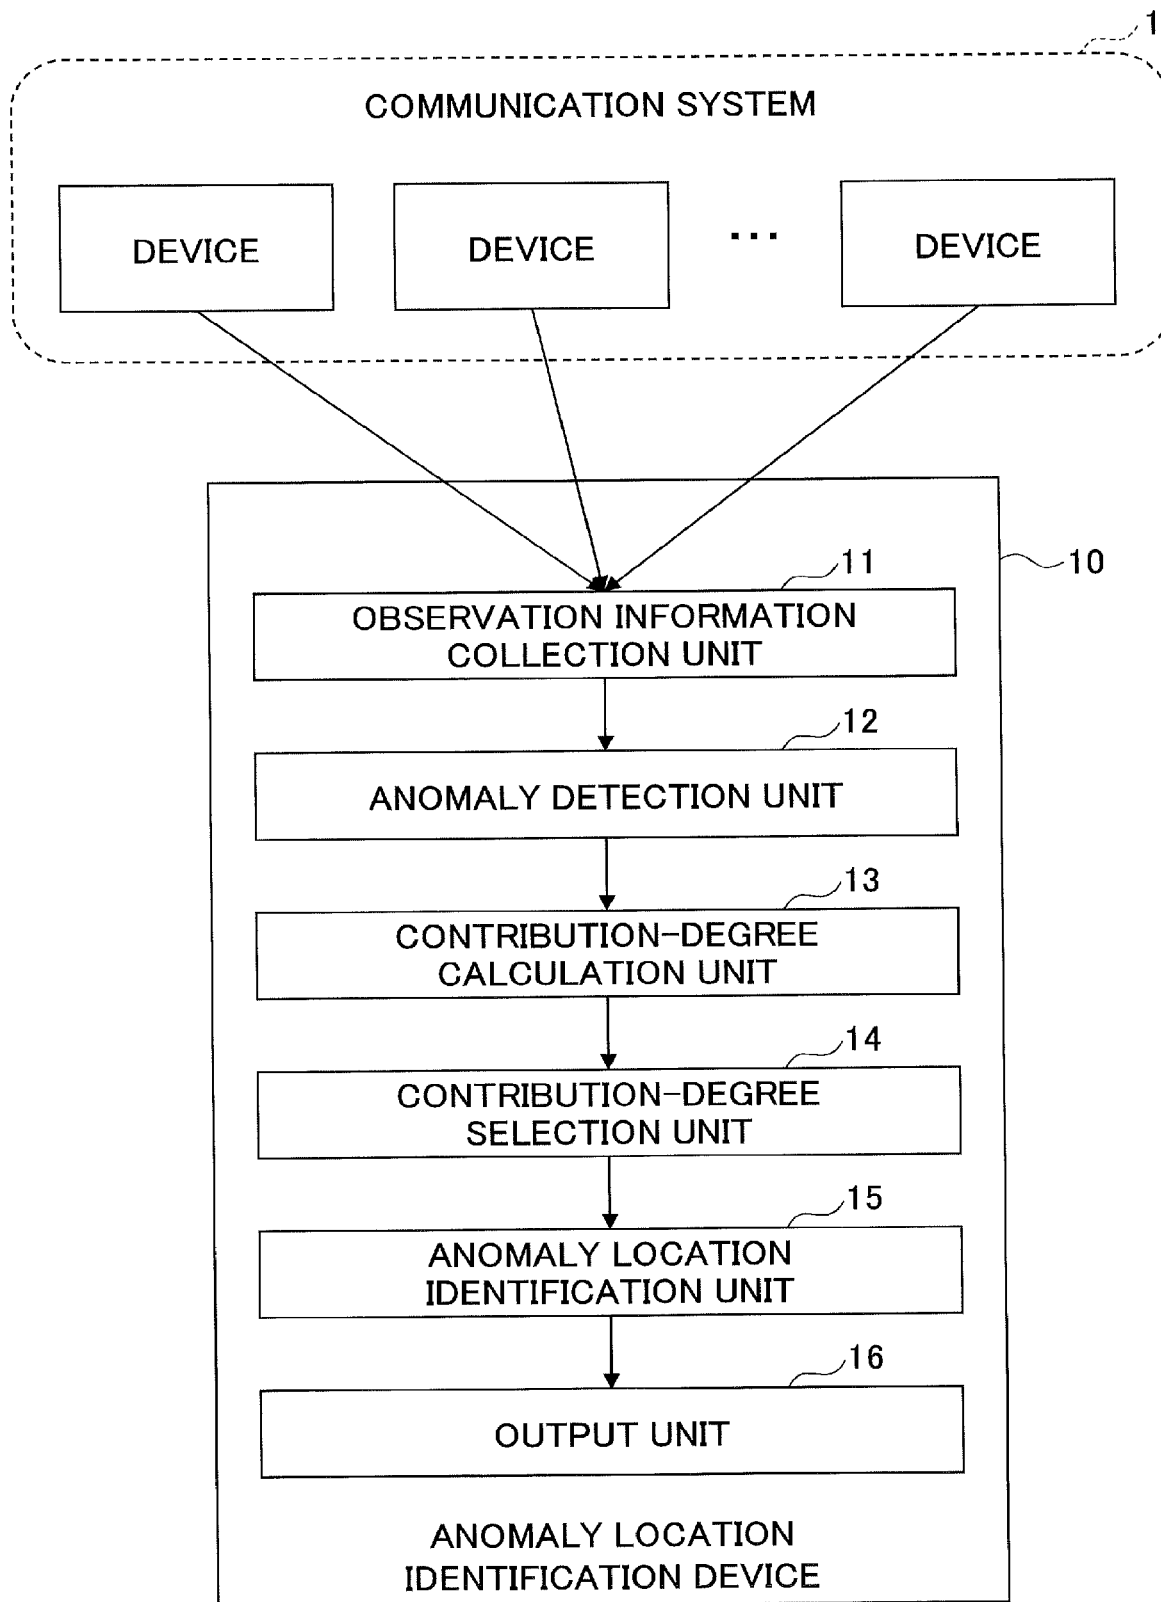 1
COMMUNICATION SYSTEM
DEVICE
DEVICE
...
DEVICE
10
11
OBSERVATION INFORMATION
COLLECTION UNIT
12
ANOMALY DETECTION UNIT
13
CONTRIBUTION-DEGREE
CALCULATION UNIT
14
CONTRIBUTION-DEGREE
SELECTION UNIT
15
ANOMALY LOCATION
IDENTIFICATION UNIT
16
OUTPUT UNIT
ANOMALY LOCATION
IDENTIFICATION DEVICE